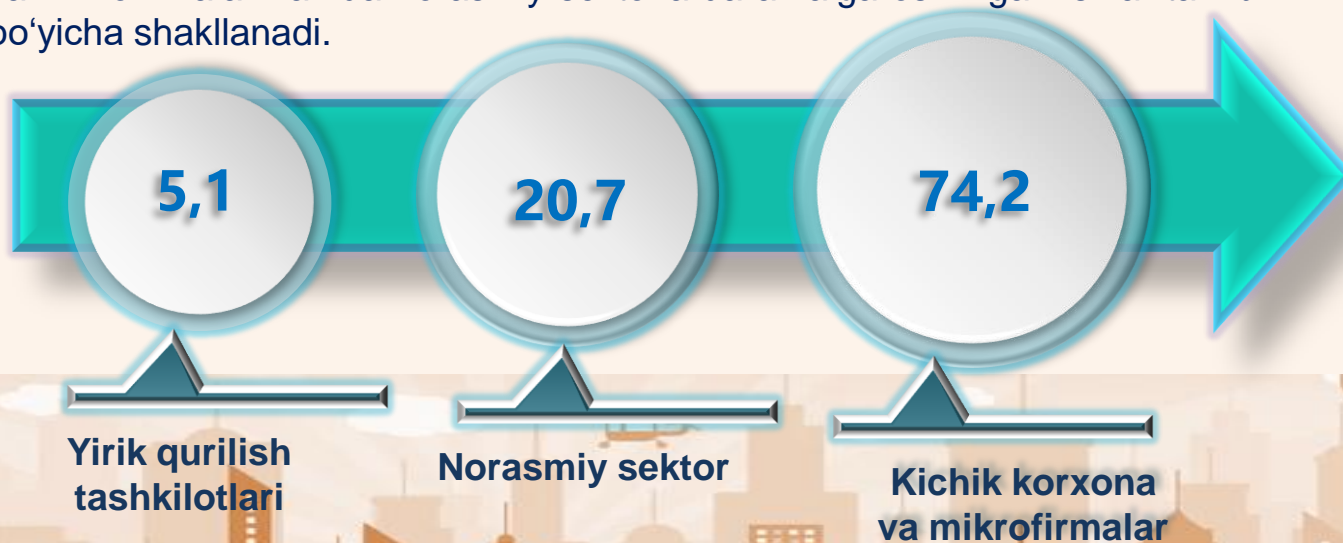 bo‘yicha shakllanadi.
5,1
20,7
74,2
Yirik qurilish
tashkilotlari
Norasmiy sektor
Kichik korxona
va mikrofirmalar